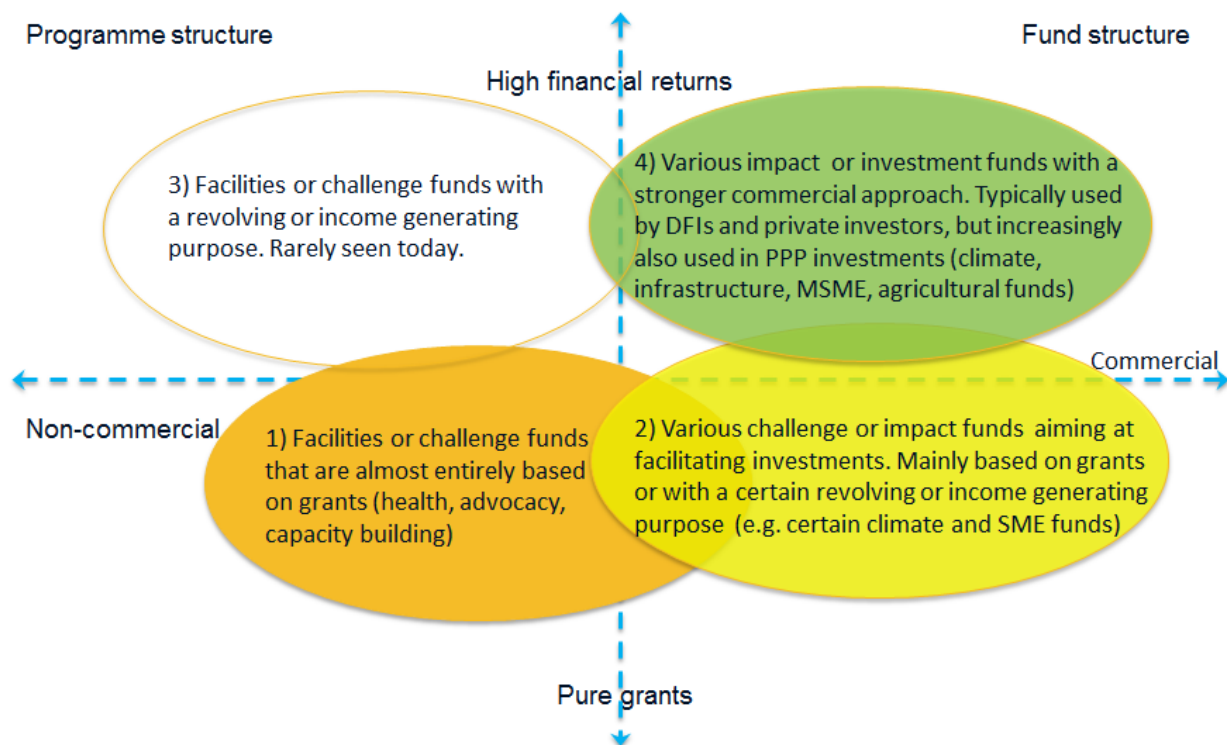 Programme structure
Fund structure
High financial returns
3) Facilities or challenge funds with
a revolving or income generating
purpose. Rarely seen today.
4) Various impact or investment funds with a
stronger commercial approach. Typically used
by DFIs and private investors, but increasingly
also used in PPP investments (climate,
infrastructure, MSME, agricultural funds)
Commercial
Non-commercial
1) Facilities or challenge funds
that are almost entirely based
on grants (health, advocacy,
capacity building)
2) Various challenge or impact funds aiming at
facilitating investments. Mainly based on grants
or with a certain revolving or income generating
purpose (e.g. certain climate and SME funds)
Pure grants